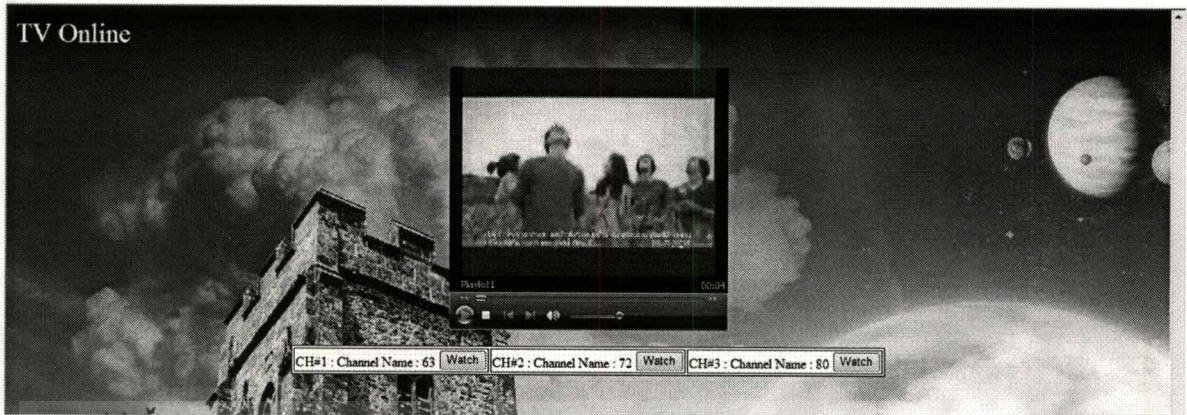 TV Online
Playlist1 00:04
CH#1 : Channel Name : 63 Watch CH#2 : Channel Name : 72 Watch CH#3 : Channel Name : 80 Watch